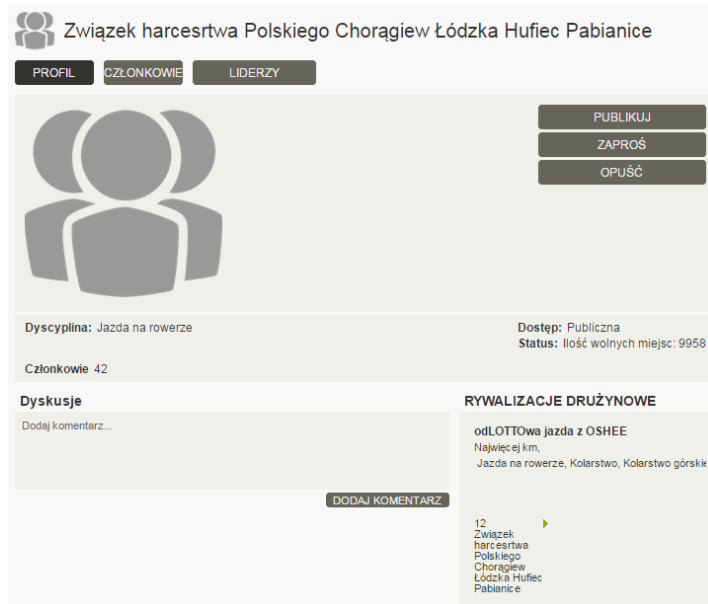 Związek harcesrtwa Polskiego Chorągiew Łódzka Hufiec Pabianice
PROFIL
CZŁONKOWIE
LIDERZY
PUBLIKUJ
ZAPROŚ
OPUŚĆ
Dyscyplina: Jazda na rowerze
Dostęp: Publiczna
Status: Ilość wolnych miejsc: 9958
Członkowie 42
Dyskusje
Dodaj komentarz...
DODAJ KOMENTARZ
RYWALIZACJE DRUŻYNOWE
odLOTTOwa jazda z OSHEE
Najwięcej km,
Jazda na rowerze, Kolarstwo, Kolarstwo górskie
12
Związek
harcesrtwa
Polskiego
Chorągiew
Łódzka Hufiec
Pabianice